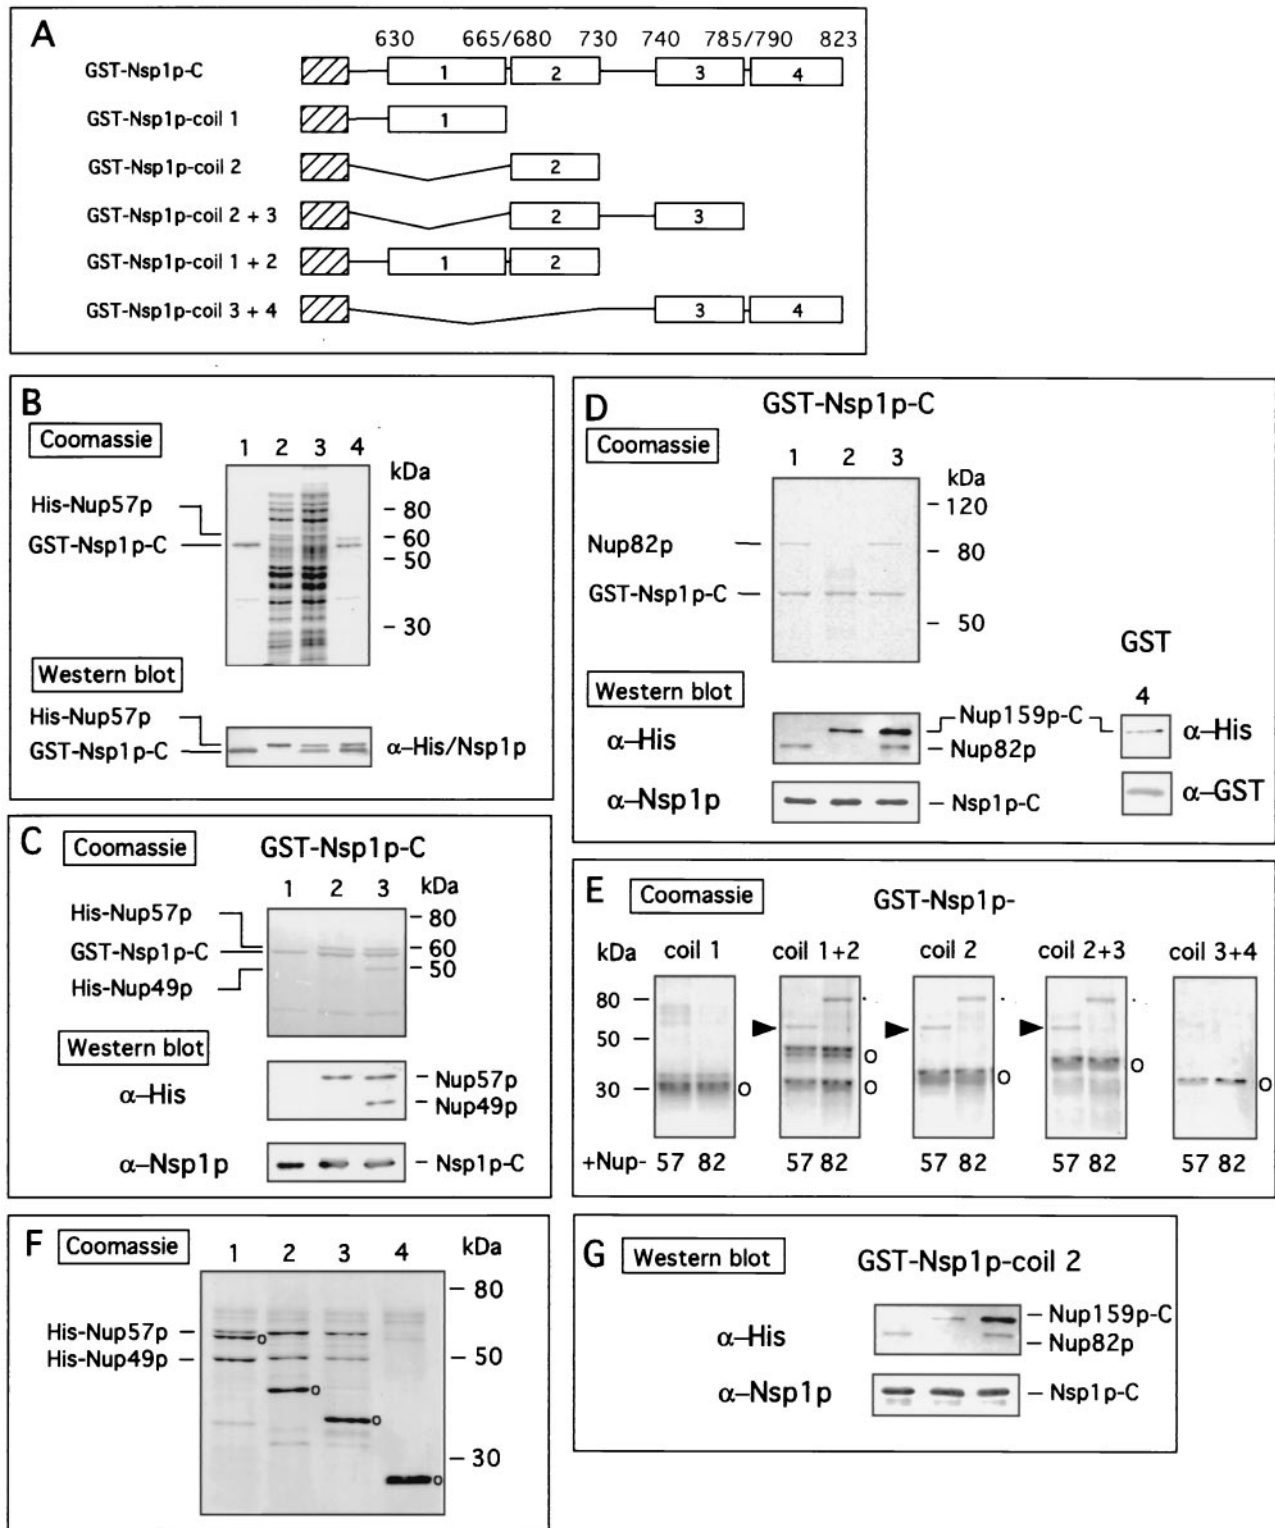 A
630 665/680 730 740 785/790 823
GST-Nsp1p-C 1 2 3 4
GST-Nsp1p-coil 1 1
GST-Nsp1p-coil 2 2
GST-Nsp1p-coil 2 + 3 2 3
GST-Nsp1p-coil 1 + 2 1 2
GST-Nsp1p-coil 3 + 4 3 4
B
Coomassie
1 2 3 4
kDa
His-Nup57p
GST-Nsp1p-C
– 80
– 60
– 50
– 30
Western blot
His-Nup57p
GST-Nsp1p-C
α–His/Nsp1p
C
Coomassie
GST-Nsp1p-C
1 2 3 kDa
His-Nup57p
GST-Nsp1p-C
His-Nup49p
– 80
– 60
– 50
Western blot
α–His
– Nup57p
– Nup49p
α–Nsp1p
– Nsp1p-C
D
GST-Nsp1p-C
Coomassie
1 2 3
kDa
– 120
Nup82p –
– 80
GST-Nsp1p-C –
– 50
GST
Western blot
4
α–His
Nup159p-C
– Nup82p
α–His
α–Nsp1p
– Nsp1p-C
α–GST
E
Coomassie
GST-Nsp1p-
kDa coil 1 coil 1+2 coil 2 coil 2+3 coil 3+4
80 –
50 –
30 –
o o o o o o
+Nup- 57 82 57 82 57 82 57 82 57 82
F
Coomassie
1 2 3 4
kDa
– 80
His-Nup57p –
His-Nup49p –
– 50
– 30
o o o o
G
Western blot
GST-Nsp1p-coil 2
α–His
– Nup159p-C
– Nup82p
α–Nsp1p
– Nsp1p-C